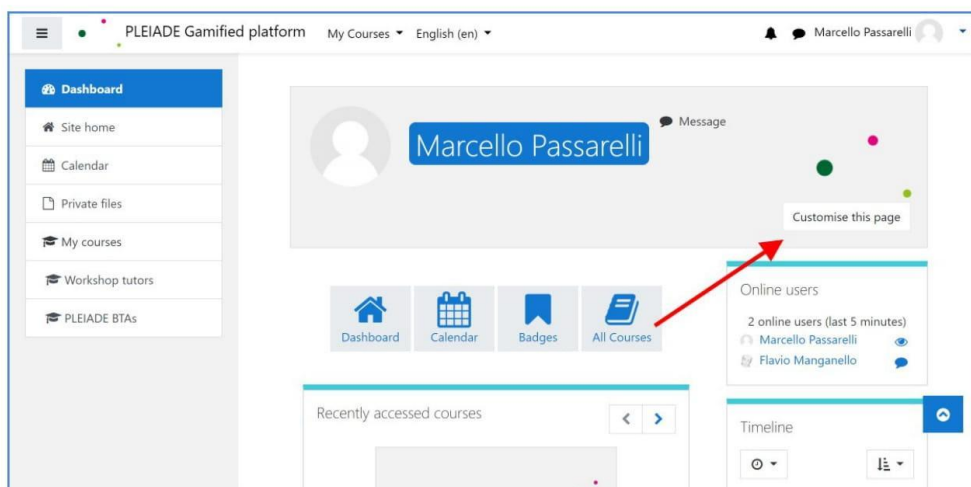 PLEIADE Gamified platform My Courses English (en) Marcello Passarelli
Dashboard
Site home
Calendar
Private files
My courses
Workshop tutors
PLEIADE BTAs
Marcello Passarelli
Message
Customise this page
Dashboard Calendar Badges All Courses
Online users
2 online users (last 5 minutes)
Marcello Passarelli
Flavio Manganello
Recently accessed courses
Timeline